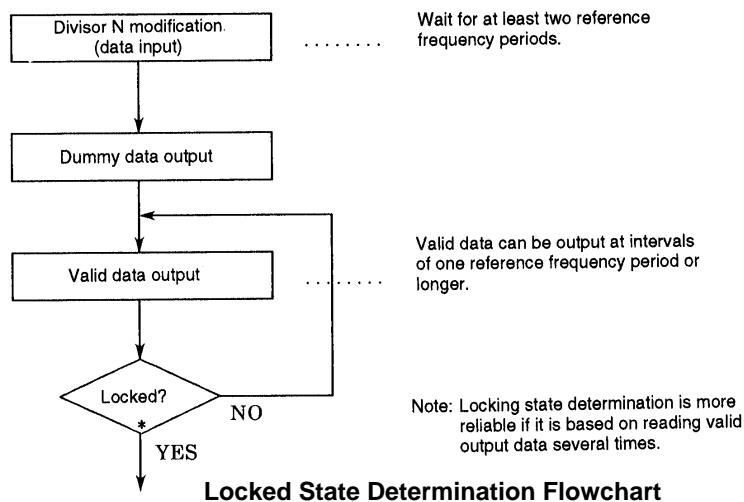 Divisor N modification.
(data input)
. . . . . . . .
Wait for at least two reference
frequency periods.
Dummy data output
Valid data output
. . . . . . . .
Valid data can be output at intervals
of one reference frequency period or
longer.
Locked?
*
NO
YES
Note: Locking state determination is more
reliable if it is based on reading valid
output data several times.
Locked State Determination Flowchart